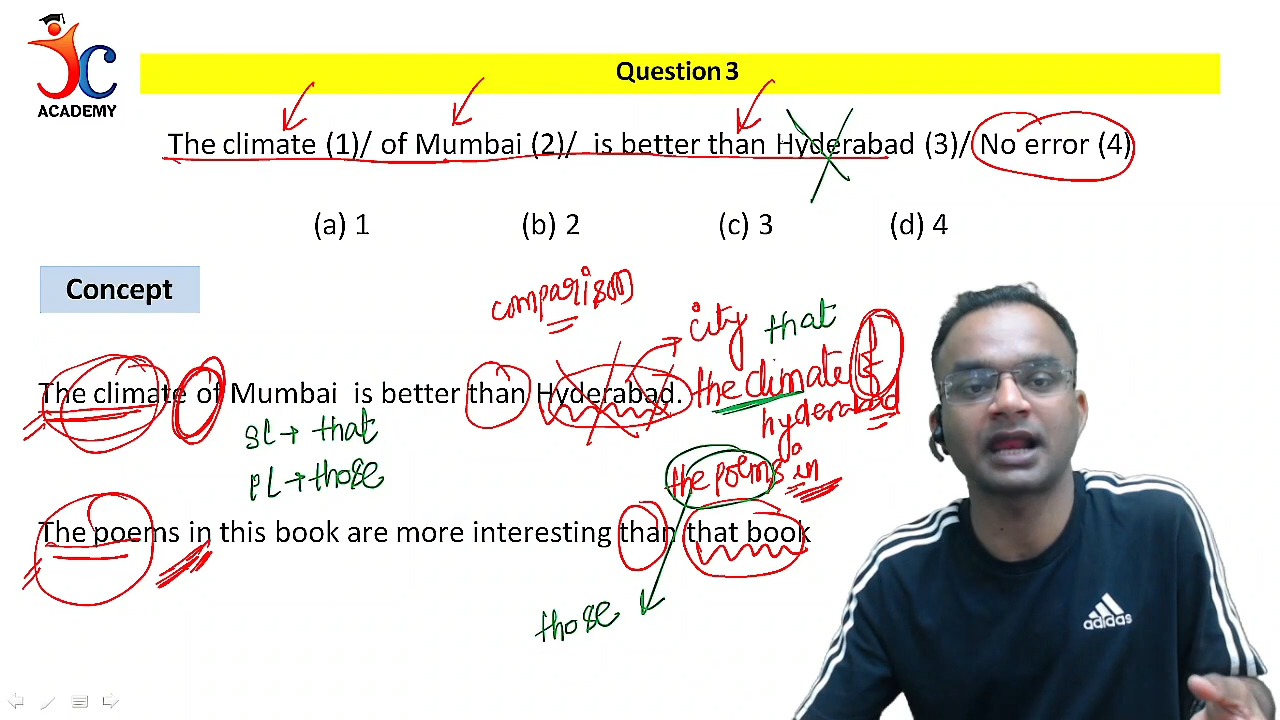 JC
ACADEMY
Question 3
The climate (1)/ of Mumbai (2)/ is better than Hyderabad (3)/ No error (4)
(a) 1 (b) 2 (c) 3 (d) 4
Concept
comparison
city that
The climate of Mumbai is better than Hyderabad. the climate of
hyderabad
SL → that
PL → those
the poems in
The poems in this book are more interesting than that book
those
adidas